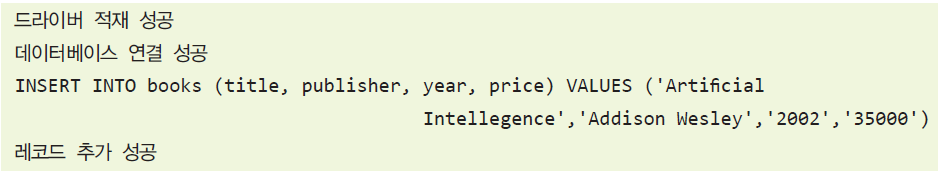 드라이버 적재 성공
데이터베이스 연결 성공
INSERT INTO books (title, publisher, year, price) VALUES ('Artificial
Intellegence','Addison Wesley','2002','35000')
레코드 추가 성공